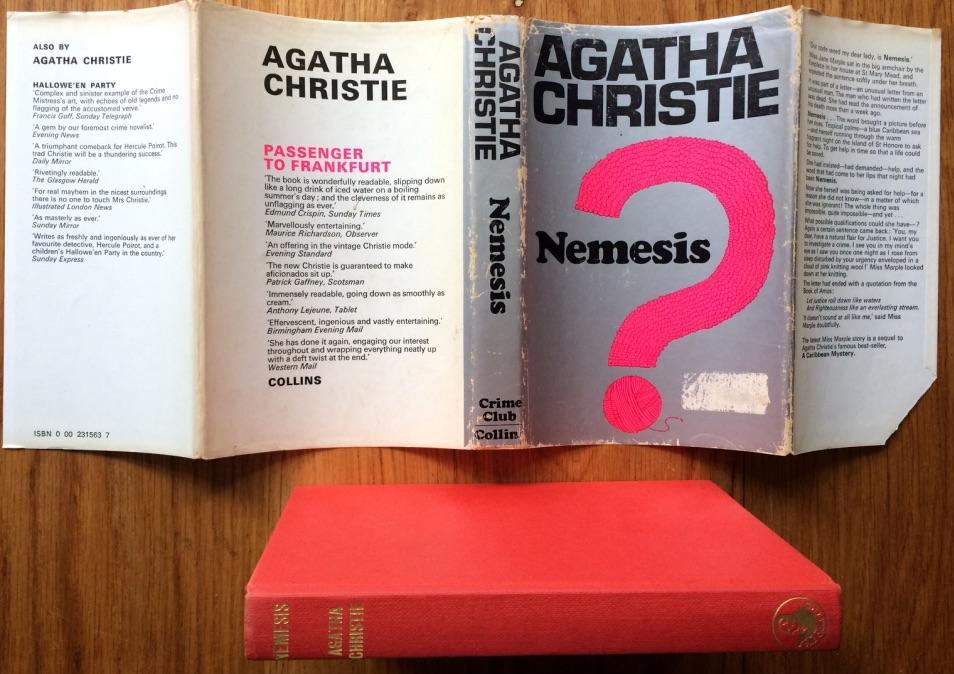 ALSO BY
AGATHA CHRISTIE
HALLOWE'EN PARTY
'Complex and sinister example of the Crime
Mistress's art, with echoes of old legends and no
flagging of the accustomed verve.'
Francis Goff, Sunday Telegraph
'A gem by our foremost crime novelist.'
Evening News
'A triumphant comeback for Hercule Poirot. This
trad Christie will be a thundering success.'
Daily Mirror
'Rivetingly readable.'
The Glasgow Herald
'For real mayhem in the nicest surroundings
there is no one to touch Mrs Christie.'
Illustrated London News
'As masterly as ever.'
Sunday Mirror
'Writes as freshly and ingeniously as ever of her
favourite detective, Hercule Poirot, and a
children's Hallowe'en Party in the country.'
Sunday Express
ISBN 0 00 231563 7
AGATHA
CHRISTIE
PASSENGER
TO FRANKFURT
'The book is wonderfully readable, slipping down
like a long drink of iced water on a boiling
summer's day; and the cleverness of it remains as
unflagging as ever.'
Edmund Crispin, Sunday Times
'Marvellously entertaining.'
Maurice Richardson, Observer
'An offering in the vintage Christie mode.'
Evening Standard
'The new Christie is guaranteed to make
aficionados sit up.'
Patrick Gaffney, Scotsman
'Immensely readable, going down as smoothly as
cream.'
Anthony Lejeune, Tablet
'Effervescent, ingenious and vastly entertaining.'
Birmingham Evening Mail
'She has done it again, engaging our interest
throughout and wrapping everything neatly up
with a deft twist at the end.'
Western Mail
COLLINS
AGATHA
CHRISTIE
Nemesis
Crime
Club
Collin
AGATHA
CHRISTIE
Nemesis
'Our code word my dear lady, is Nemesis.'
Miss Jane Marple sat in the big armchair by the
fireplace in her house at St Mary Mead, and
repeated the sentence softly under her breath.
It was part of a letter—an unusual letter from an
unusual man. The man who had written the letter
was dead. She had read the announcement of
his death more than a week ago.
Nemesis . . . The word brought a picture before
her eyes. Tropical palms—a blue Caribbean sea
—and herself running through the warm
fragrant night on the island of St Honore to ask
for help. To get help in time so that a life could
be saved.
She had insisted—had demanded—help, and the
word that had come to her lips that night had
been Nemesis.
Now she herself was being asked for help—for a
reason she did not know—in a matter of which
she was ignorant! The whole thing was
impossible, quite impossible—and yet . . .
What possible qualifications could she have—?
Again a certain sentence came back: 'You, my
dear, have a natural flair for Justice. I want you
to investigate a crime. I see you in my mind's
eye as I saw you once one night as I rose from
sleep disturbed by your urgency enveloped in a
cloud of pink knitting wool!' Miss Marple looked
down at her knitting.
The letter had ended with a quotation from the
Book of Amos:
Let justice roll down like waters
And Righteousness like an everlasting stream.
'It doesn't sound at all like me,' said Miss
Marple doubtfully.
The latest Miss Marple story is a sequel to
Agatha Christie's famous best-seller,
A Caribbean Mystery.
NEMESIS
AGATHA
CHRISTIE